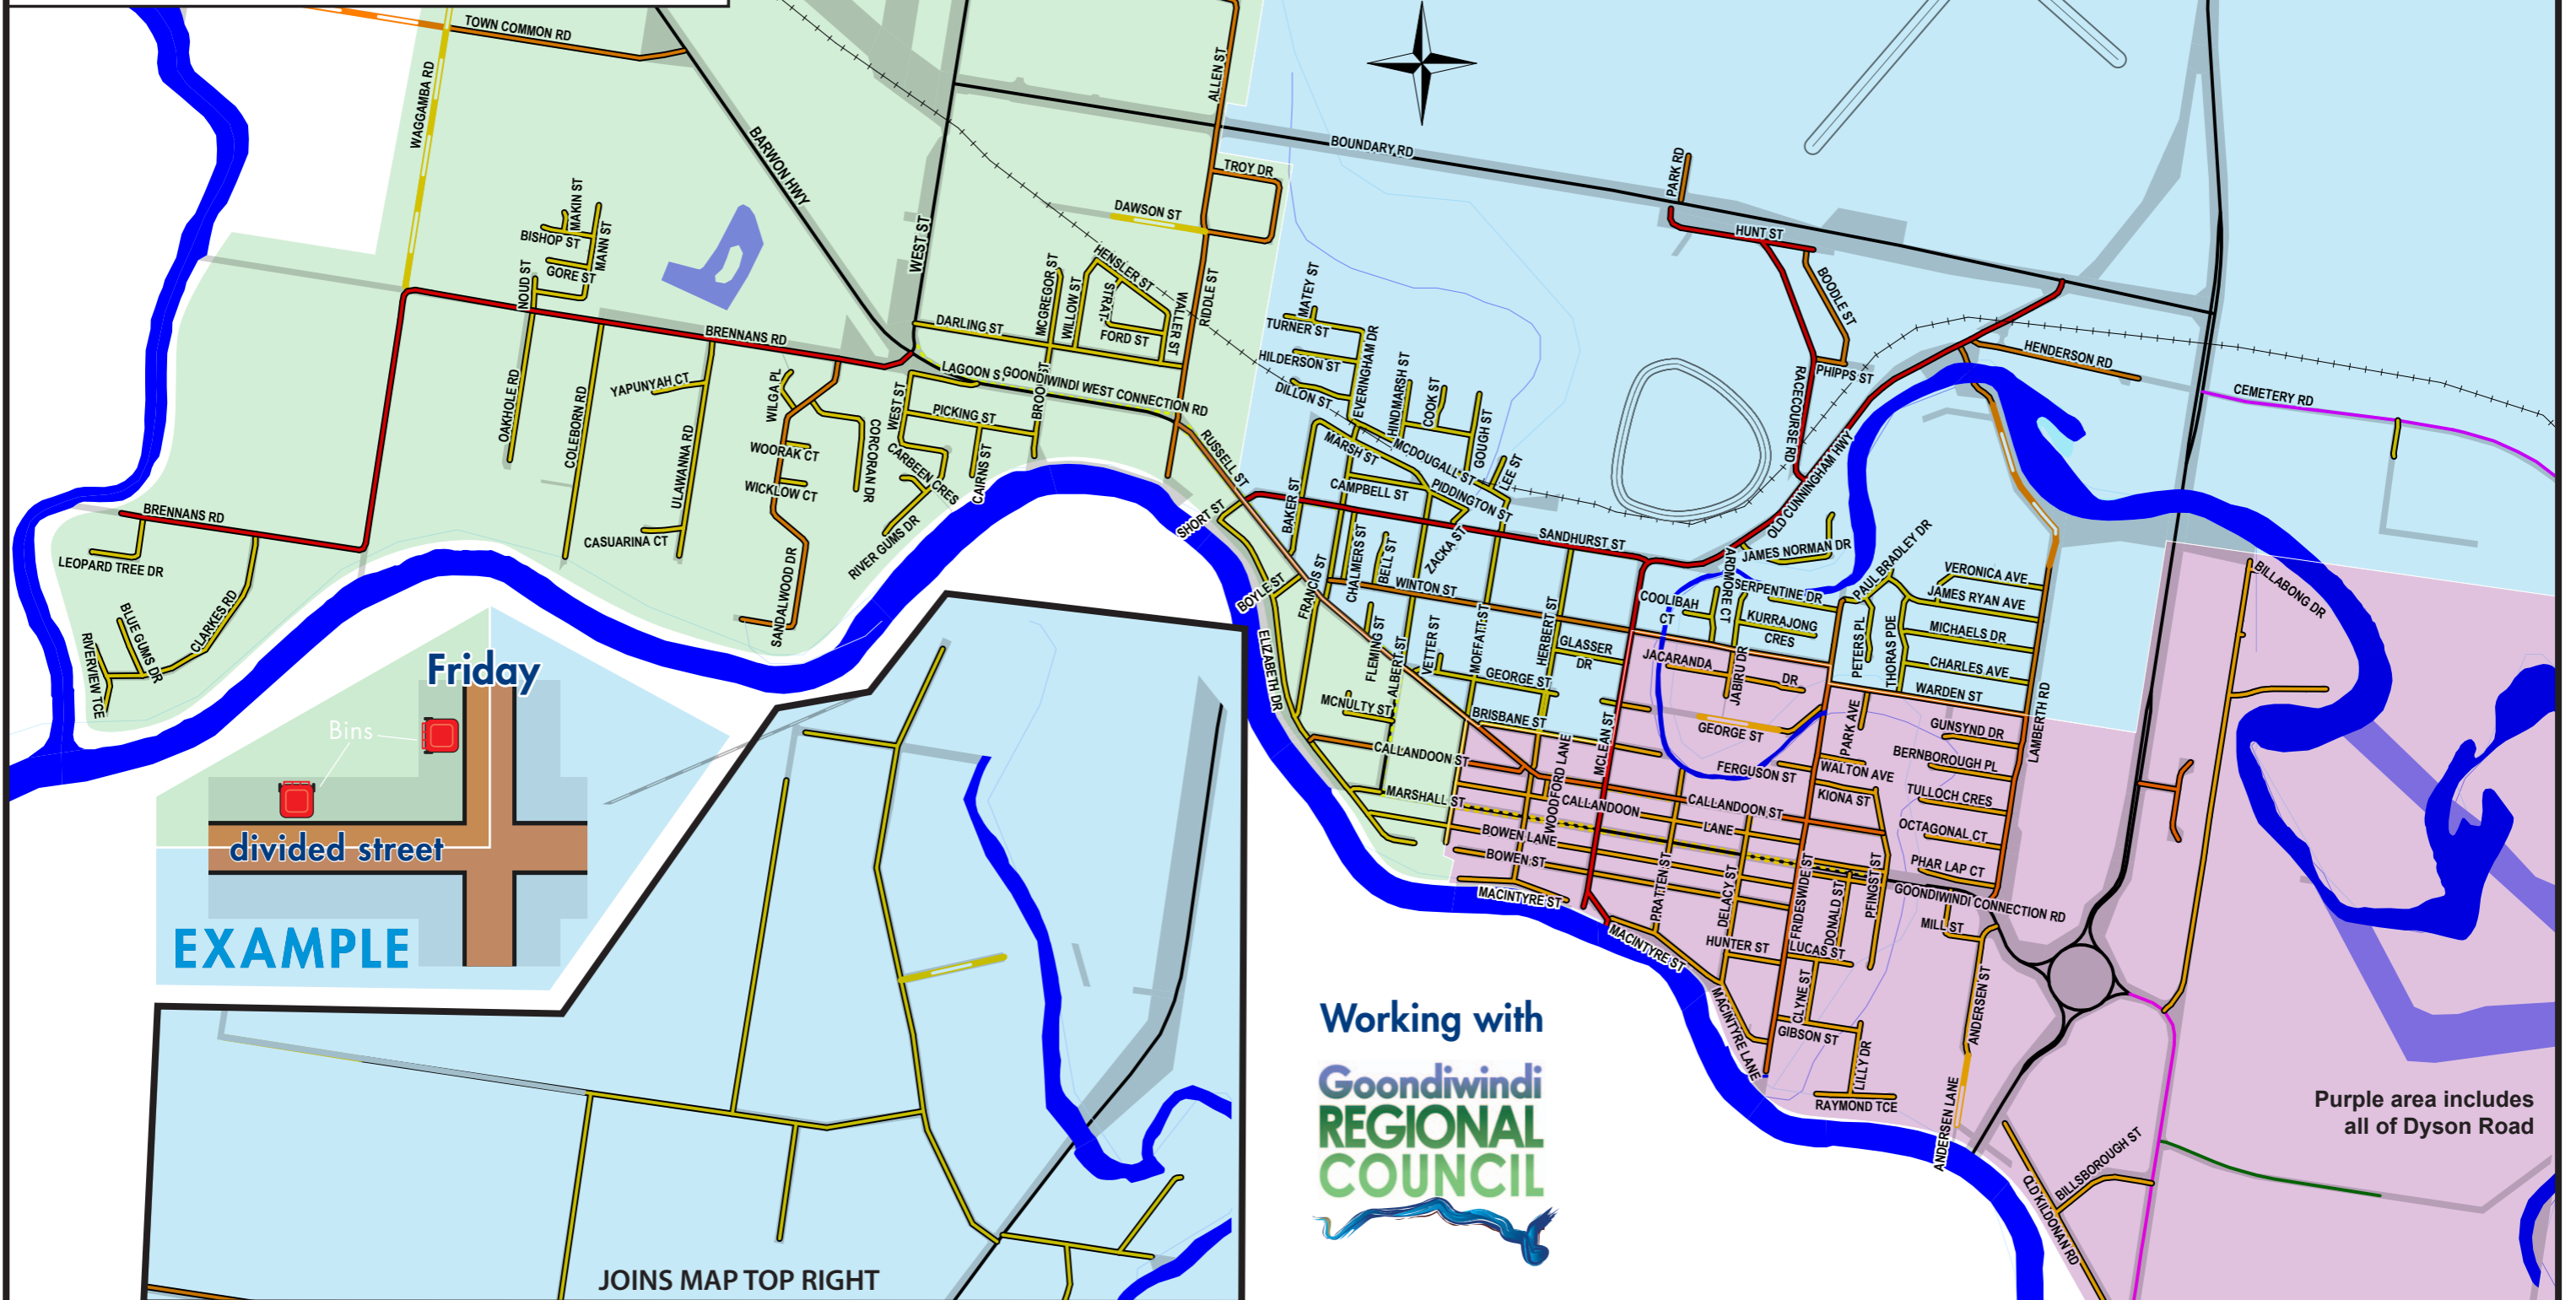 TOWN COMMON RD
WAGGAMBA RD
BARWON HWY
WEST ST
ALLEN ST
BOUNDARY RD
TROY DR
DAWSON ST
PARK RD
HUNT ST
BOODLE ST
MAKIN ST
BISHOP ST
MANN ST
GORE ST
NOUD ST
BRENNANS RD
DARLING ST
MCGREGOR ST
WILLOW ST
HENSLER ST
FORD ST
WALLER ST
RIDDLE ST
MATEY ST
TURNER ST
HILDERSON ST
DILLON ST
EVERINGHAM DR
HINDMARSH ST
COOK ST
GOUGH ST
LEE ST
RACECOURSE RD
PHIPPS ST
HENDERSON RD
CEMETERY RD
OAKHOLE RD
COLEBORN RD
YAPUNYAH CT
ULAWANNA RD
CASUARINA CT
WILGA PL
WOORAK CT
WICKLOW CT
CORCORAN DR
SANDALWOOD DR
LAGOON S
GOONDIWINDI WEST CONNECTION RD
WEST ST
PICKING ST
CARBEEN CRES
CAIRNS ST
RIVER GUMS DR
RUSSELL ST
SHORT ST
BAKER ST
MARSH ST
MCDOUGALL ST
CAMPBELL ST
PIDDINGTON ST
SANDHURST ST
OLD CUNNINGHAM HWY
JAMES NORMAN DR
BRENNANS RD
LEOPARD TREE DR
BLUE GUMS DR
CLARKES RD
RIVERVIEW TCE
BOYLE ST
FRANCIS ST
CHALMERS ST
BELL ST
ZACKA ST
WINTON ST
ELIZABETH DR
FLEMING ST
ALBERT ST
VETTER ST
MOFFATT ST
HERBERT ST
GLASSER
DR
GEORGE ST
MCNULTY ST
BRISBANE ST
COOLIBAH
CT
ARDMORE CT
SERPENTINE DR
KURRAJONG
CRES
PAUL BRADLEY DR
PETERS PL
THORAS PDE
VERONICA AVE
JAMES RYAN AVE
MICHAELS DR
CHARLES AVE
WARDEN ST
BILLABONG DR
JACARANDA
DR
JABIRU DR
GEORGE ST
PARK AVE
GUNSYND DR
BERNBOROUGH PL
LAMBERTH RD
CALLANDOON ST
MARSHALL ST
WOODFORD LANE
MCLEAN ST
FERGUSON ST
WALTON AVE
KIONA ST
TULLOCH CRES
CALLANDOON
LANE
CALLANDOON ST
OCTAGONAL CT
BOWEN LANE
BOWEN ST
PHAR LAP CT
MACINTYRE ST
PRATTEN ST
DELACY ST
FRIDESWIDE ST
DONALD ST
PFINGST ST
GOONDIWINDI CONNECTION RD
MILL ST
MACINTYRE ST
HUNTER ST
LUCAS ST
CLYNE ST
ANDERSEN ST
MACINTYRE LANE
GIBSON ST
LILLY DR
RAYMOND TCE
ANDERSEN LANE
BILLSBOROUGH ST
OLD KILDONAN RD
Purple area includes
all of Dyson Road
Friday
Bins
divided street
EXAMPLE
Working with
Goondiwindi
REGIONAL
COUNCIL
JOINS MAP TOP RIGHT